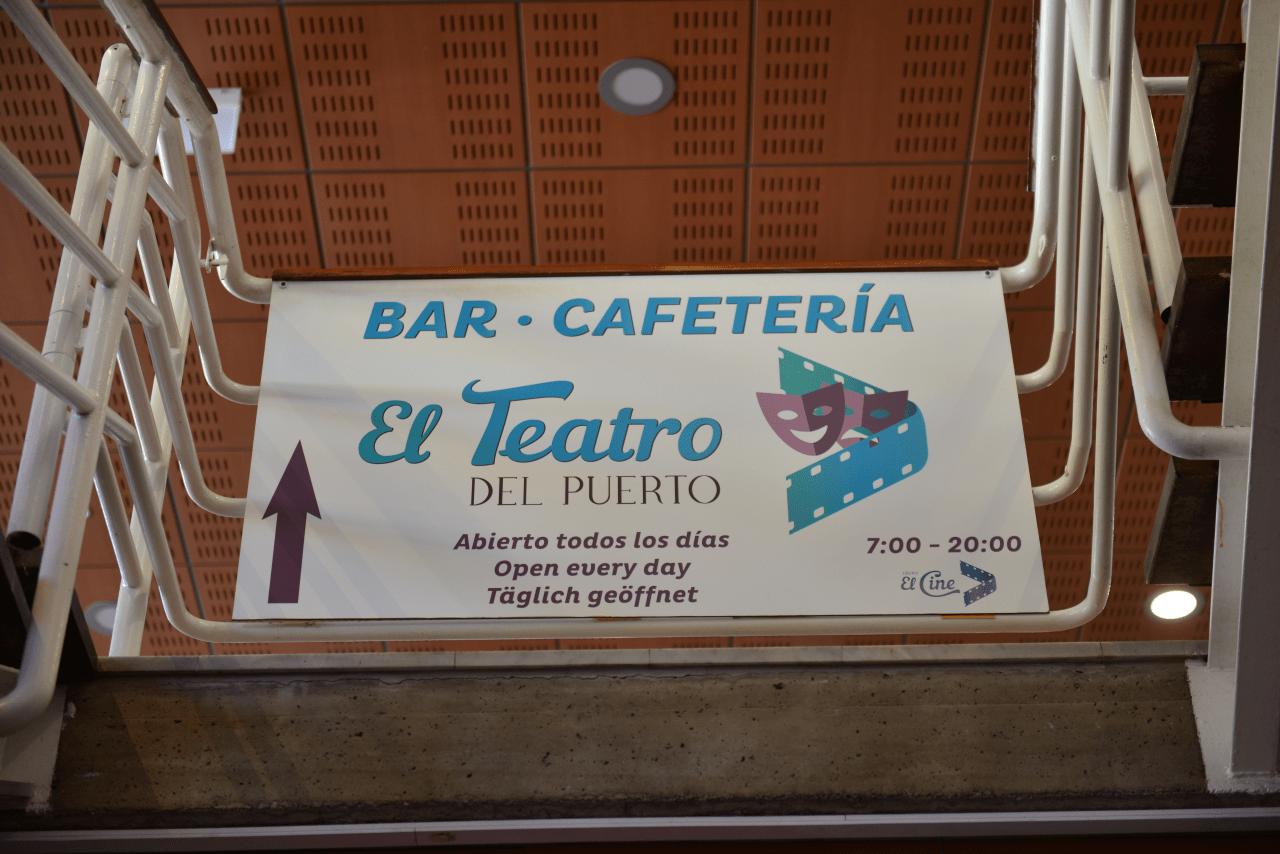 BAR · CAFETERÍA
El Teatro
DEL PUERTO
Abierto todos los días
Open every day
Täglich geöffnet
7:00 - 20:00
El Cine